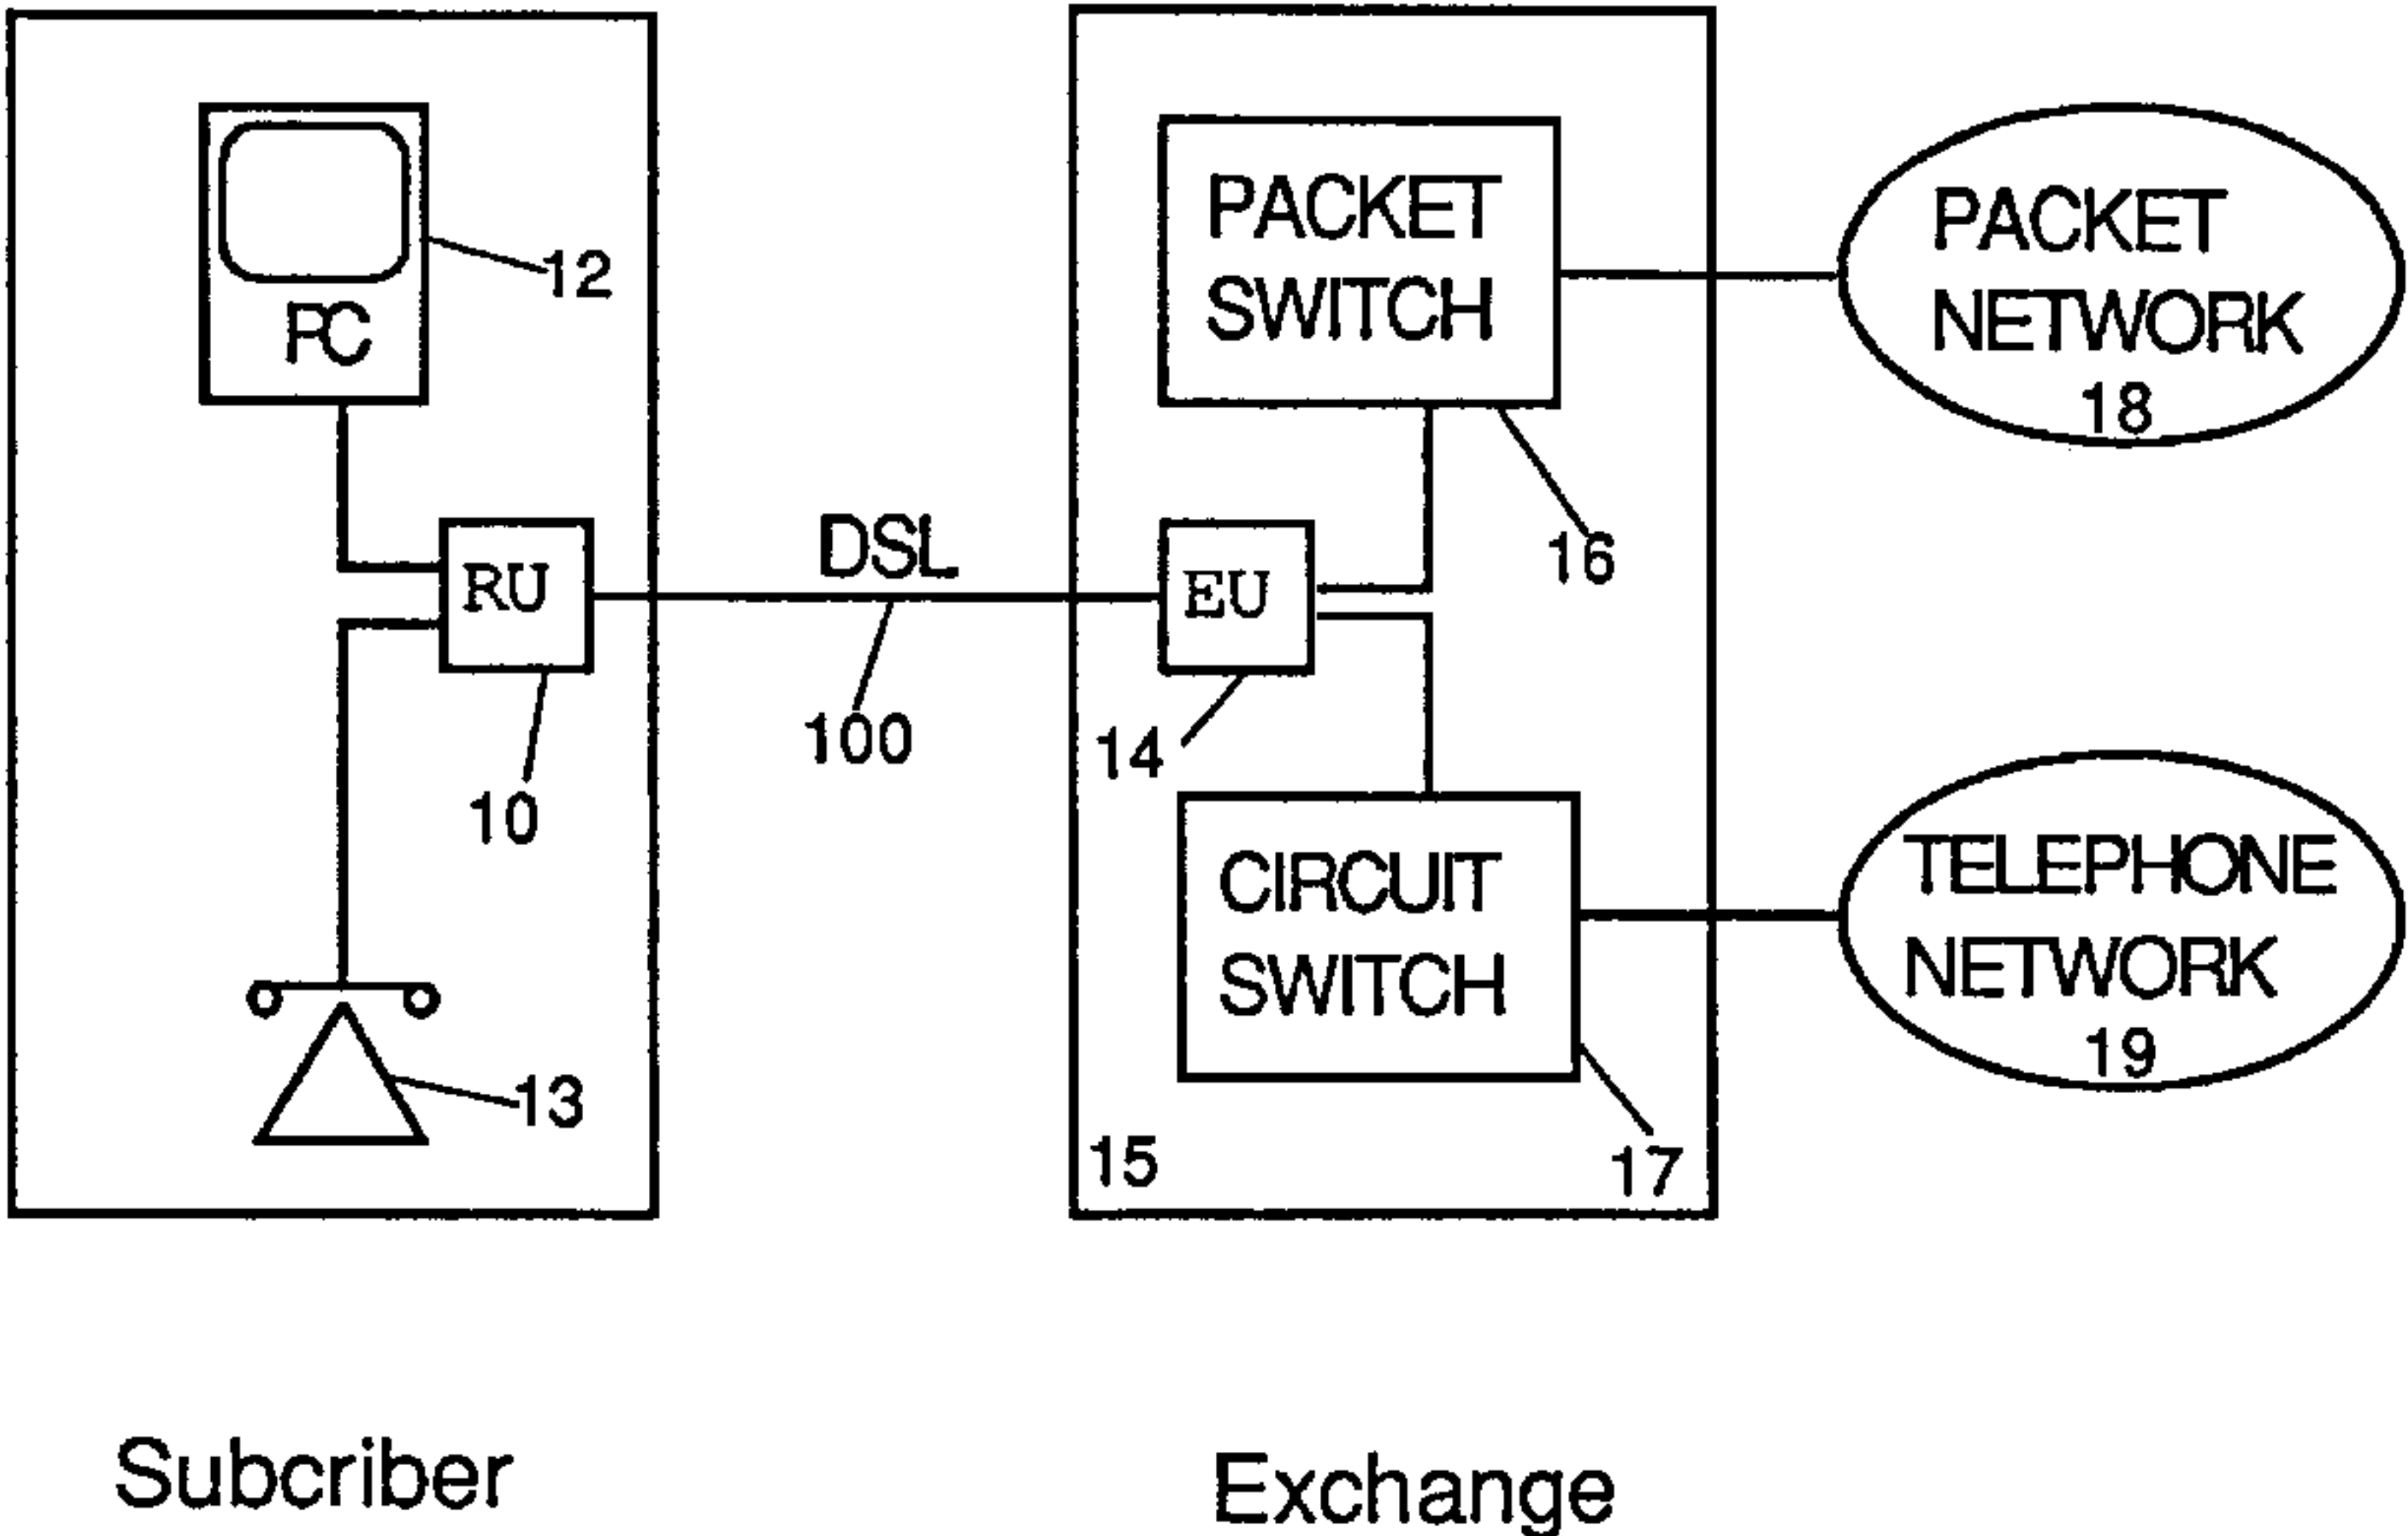 PC
12
RU
10
13
DSL
100
PACKET
SWITCH
16
EU
14
CIRCUIT
SWITCH
15
17
PACKET
NETWORK
18
TELEPHONE
NETWORK
19
Subcriber
Exchange